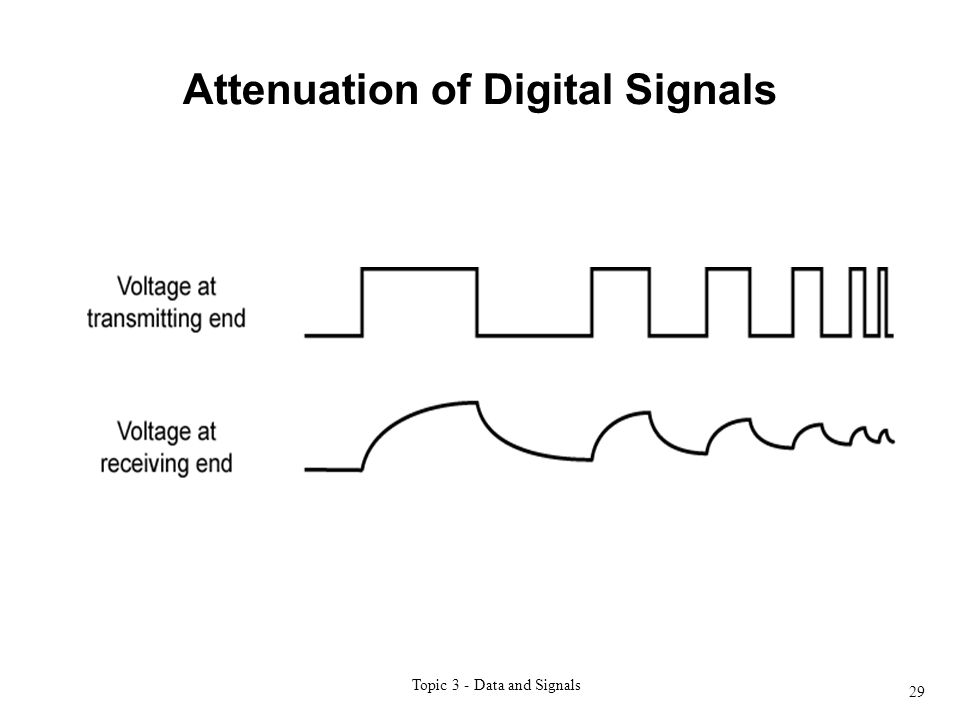 Attenuation of Digital Signals
Voltage at
transmitting end
Voltage at
receiving end
Topic 3 - Data and Signals
29